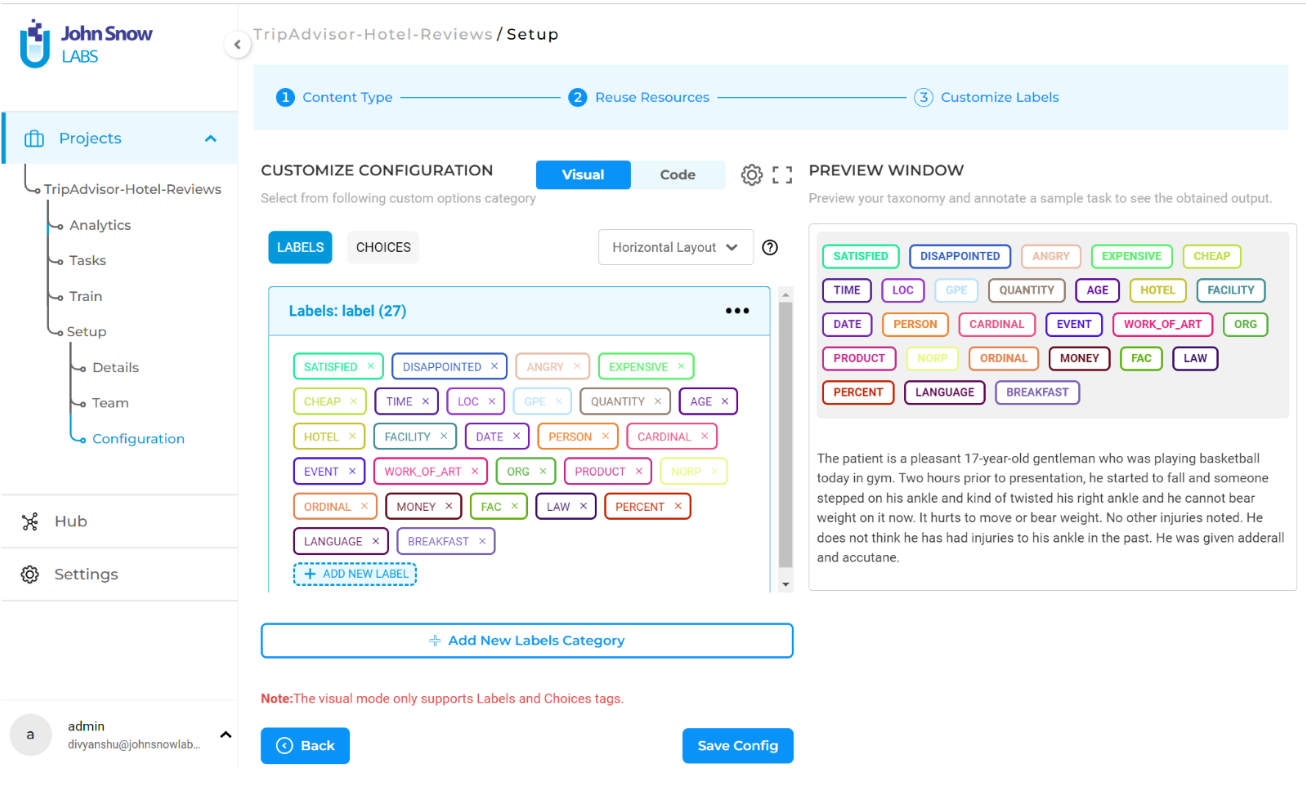 John Snow
LABS
TripAdvisor-Hotel-Reviews / Setup
1 Content Type 2 Reuse Resources 3 Customize Labels
Projects
TripAdvisor-Hotel-Reviews
Analytics
Tasks
Train
Setup
Details
Team
Configuration
Hub
Settings
a
admin
divyanshu@johnsnowlab...
CUSTOMIZE CONFIGURATION
Visual Code
Select from following custom options category
LABELS CHOICES Horizontal Layout ?
Labels: label (27) •••
SATISFIED × DISAPPOINTED × ANGRY × EXPENSIVE ×
CHEAP × TIME × LOC × GPE × QUANTITY × AGE ×
HOTEL × FACILITY × DATE × PERSON × CARDINAL ×
EVENT × WORK_OF_ART × ORG × PRODUCT × NORP ×
ORDINAL × MONEY × FAC × LAW × PERCENT ×
LANGUAGE × BREAKFAST ×
+ ADD NEW LABEL
+ Add New Labels Category
Note:The visual mode only supports Labels and Choices tags.
Back Save Config
PREVIEW WINDOW
Preview your taxonomy and annotate a sample task to see the obtained output.
SATISFIED DISAPPOINTED ANGRY EXPENSIVE CHEAP
TIME LOC GPE QUANTITY AGE HOTEL FACILITY
DATE PERSON CARDINAL EVENT WORK_OF_ART ORG
PRODUCT NORP ORDINAL MONEY FAC LAW
PERCENT LANGUAGE BREAKFAST
The patient is a pleasant 17-year-old gentleman who was playing basketball
today in gym. Two hours prior to presentation, he started to fall and someone
stepped on his ankle and kind of twisted his right ankle and he cannot bear
weight on it now. It hurts to move or bear weight. No other injuries noted. He
does not think he has had injuries to his ankle in the past. He was given adderall
and accutane.